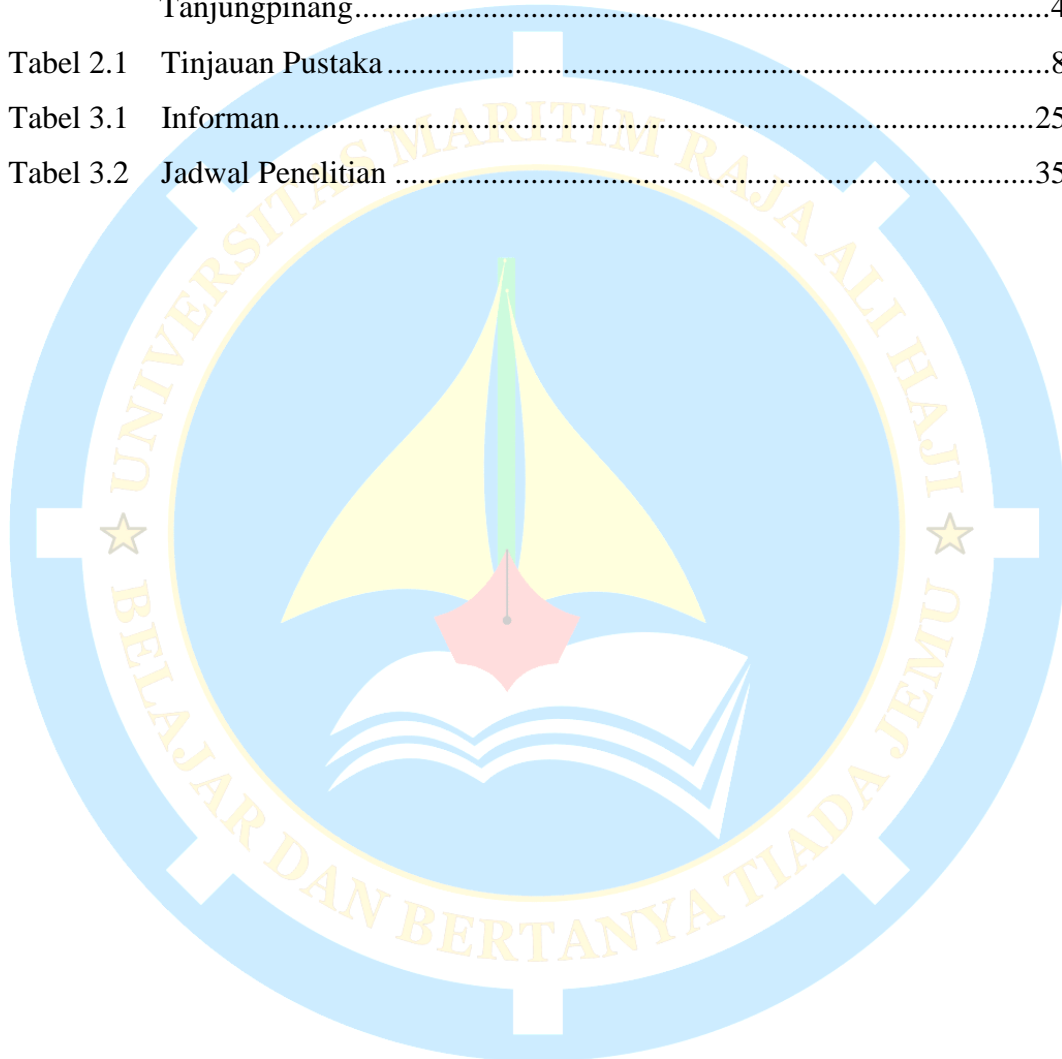 Tanjungpinang.......................................................................................4
Tabel 2.1 Tinjauan Pustaka...................................................................................8
Tabel 3.1 Informan...............................................................................................25
Tabel 3.2 Jadwal Penelitian ................................................................................35
UNIVERSITAS MARITIM RAJA ALI HAJI
BELAJAR DAN BERTANYA TIADA JEMU